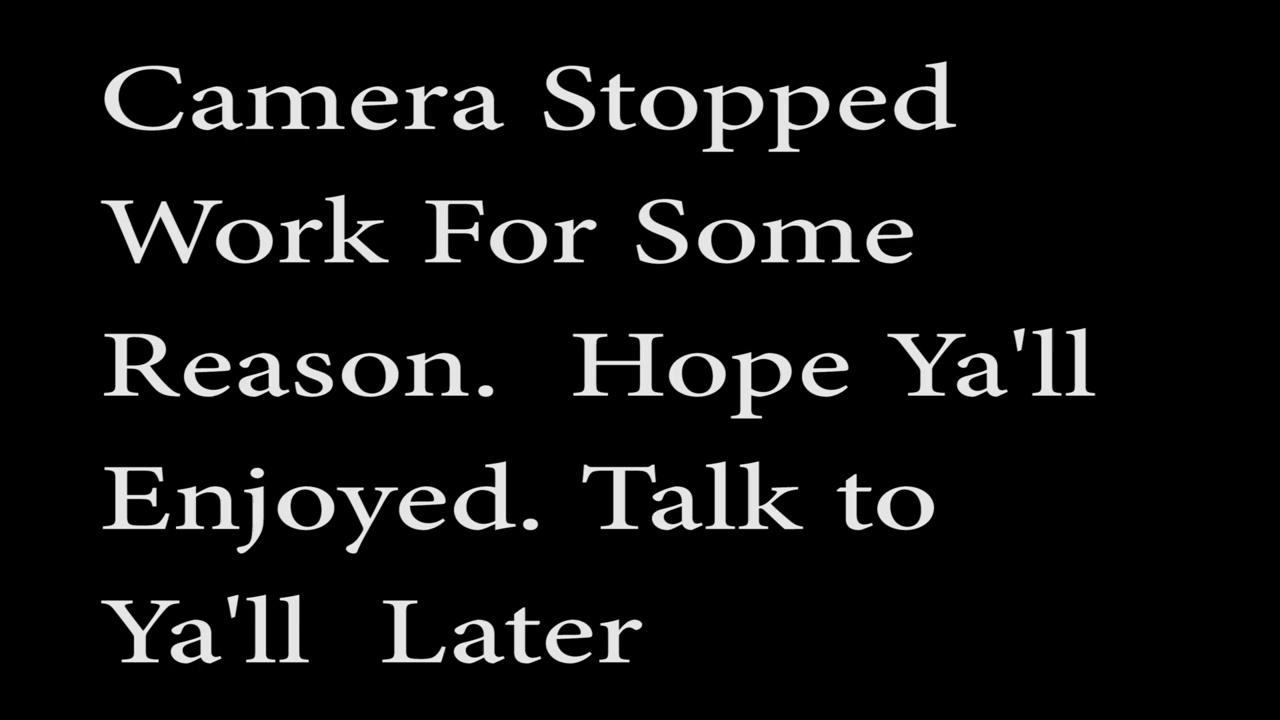 Camera Stopped
Work For Some
Reason.  Hope Ya'll
Enjoyed. Talk to
Ya'll  Later